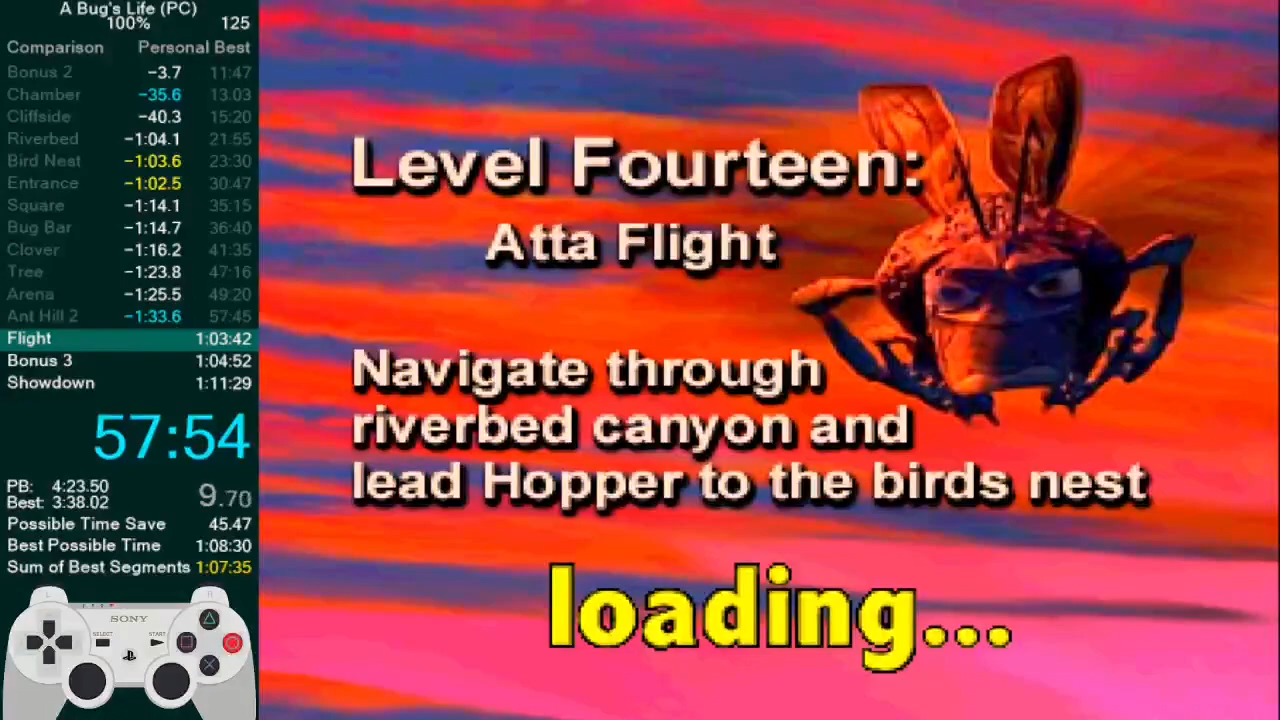 A Bug's Life (PC)
100% 125
Comparison Personal Best
Bonus 2 −3.7 11:47
Chamber −35.6 13:03
Cliffside −40.3 15:20
Riverbed −1:04.1 21:55
Bird Nest −1:03.6 23:30
Entrance −1:02.5 30:47
Square −1:14.1 35:15
Bug Bar −1:14.7 36:40
Clover −1:16.2 41:35
Tree −1:23.8 47:16
Arena −1:25.5 49:20
Ant Hill 2 −1:33.6 57:45
Flight 1:03:42
Bonus 3 1:04:52
Showdown 1:11:29
57:54
PB: 4:23.50
Best: 3:38.02
9.70
Possible Time Save 45.47
Best Possible Time 1:08:30
Sum of Best Segments 1:07:35
L R
SONY
SELECT START
Level Fourteen:
Atta Flight
Navigate through
riverbed canyon and
lead Hopper to the birds nest
loading...